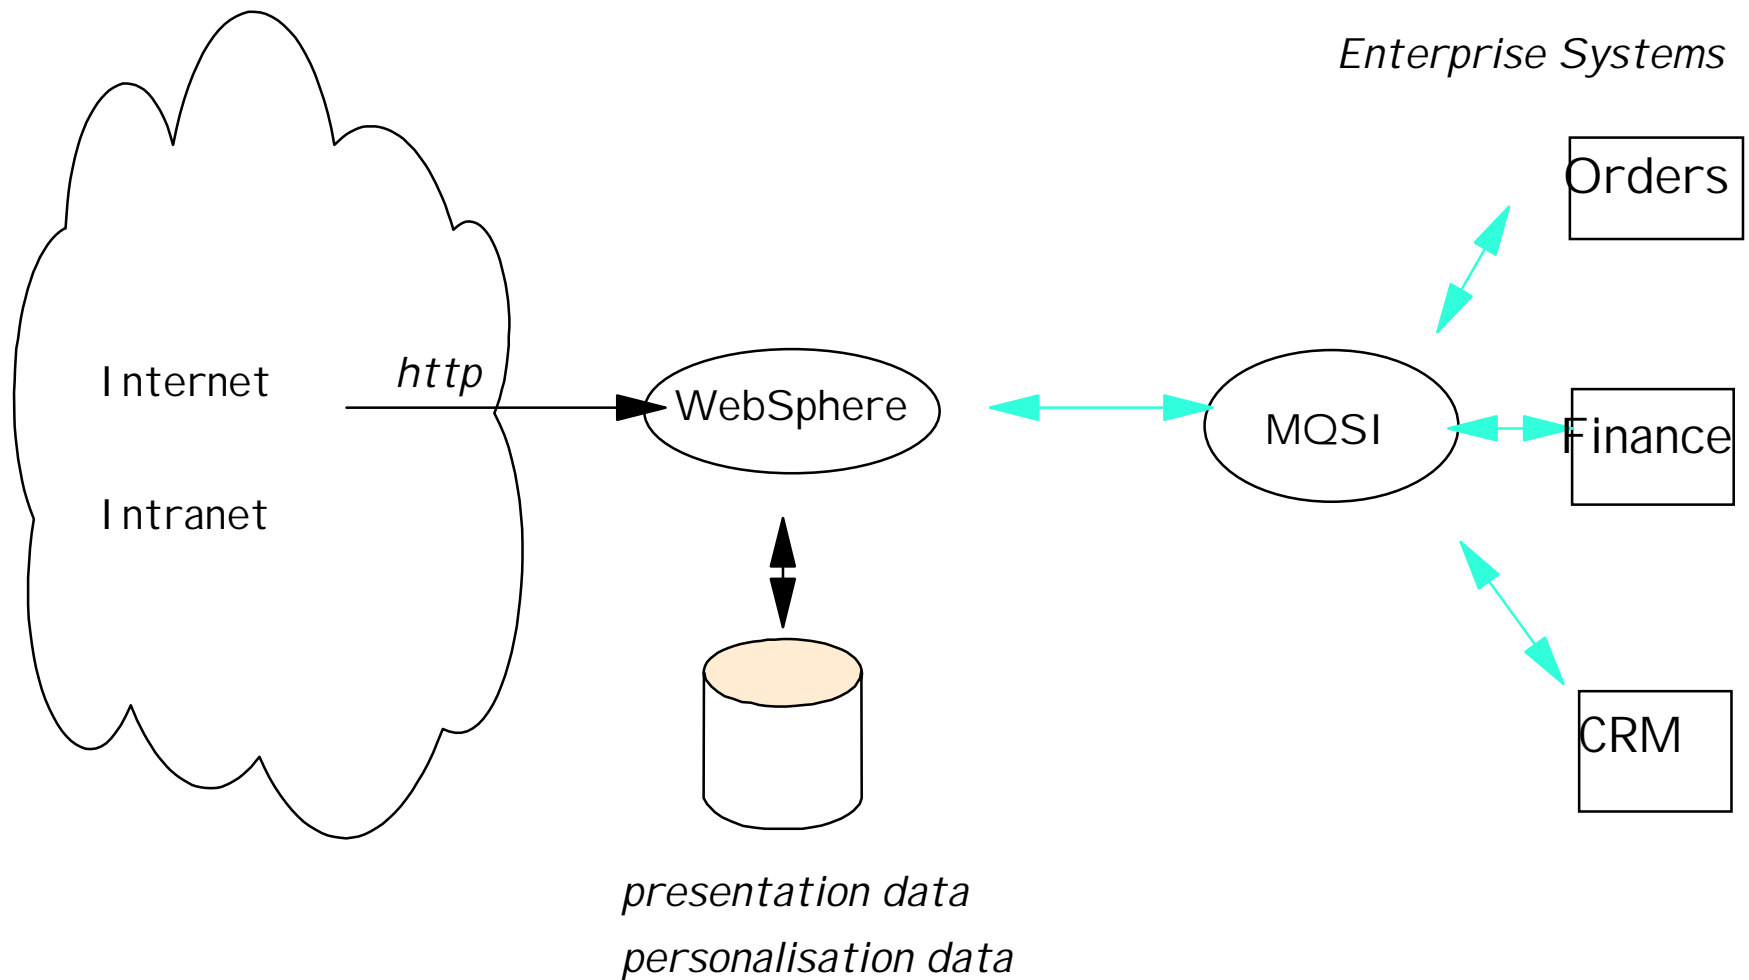 Enterprise Systems
Orders
Internet
http
WebSphere
MQSI
Finance
Intranet
CRM
presentation data
personalisation data